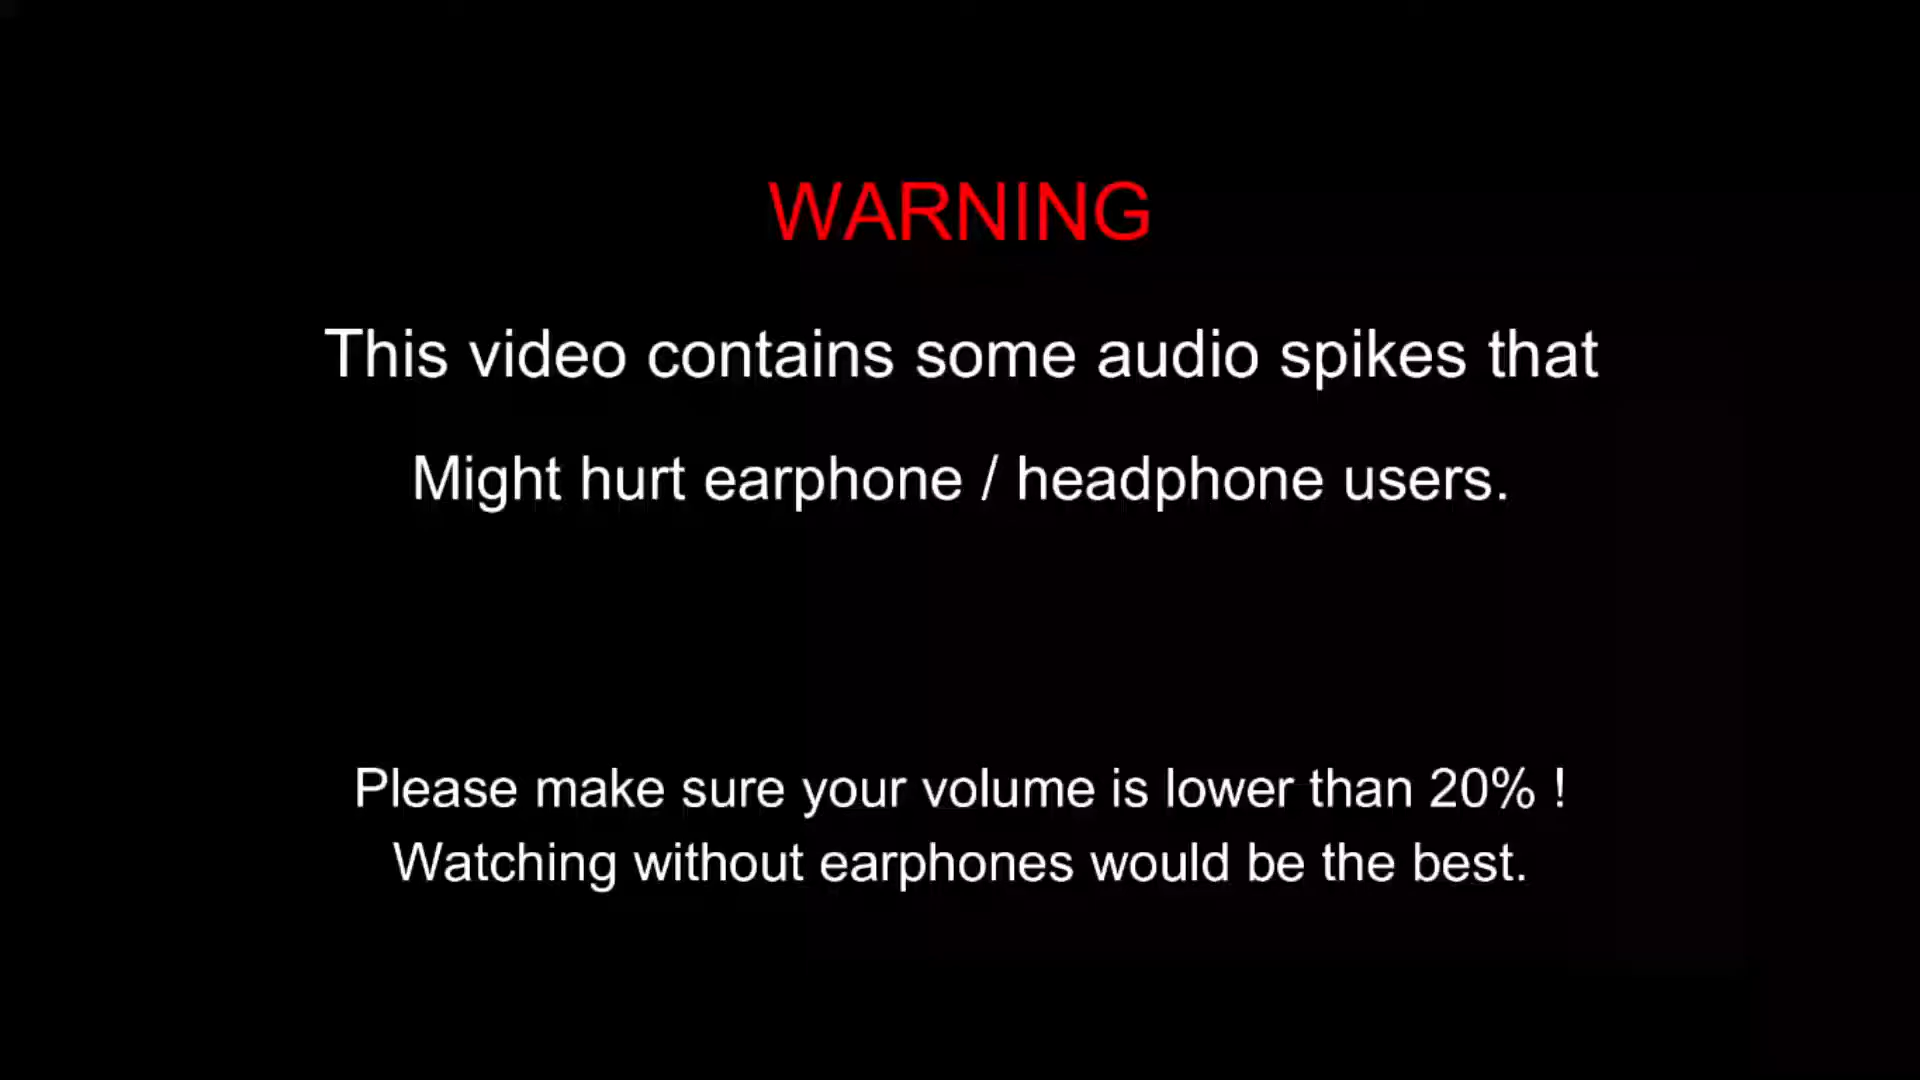 WARNING
This video contains some audio spikes that
Might hurt earphone / headphone users.
Please make sure your volume is lower than 20% !
Watching without earphones would be the best.